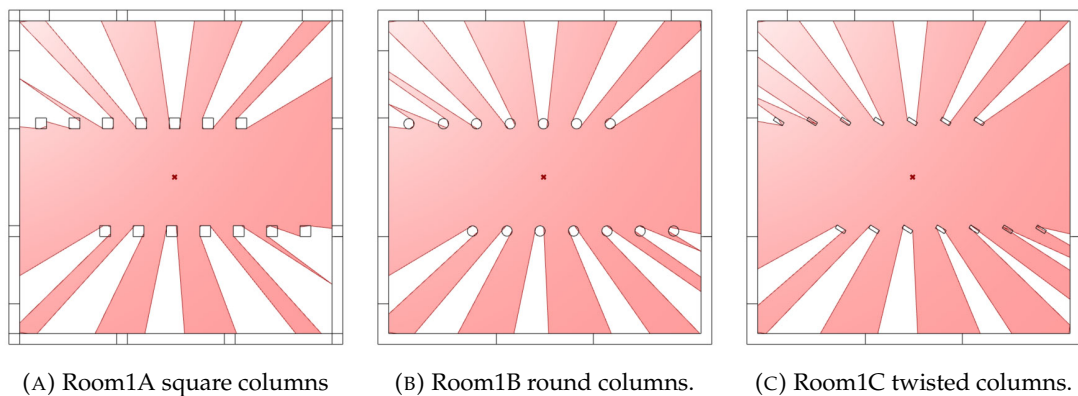 (A) Room1A square columns
(B) Room1B round columns.
(C) Room1C twisted columns.